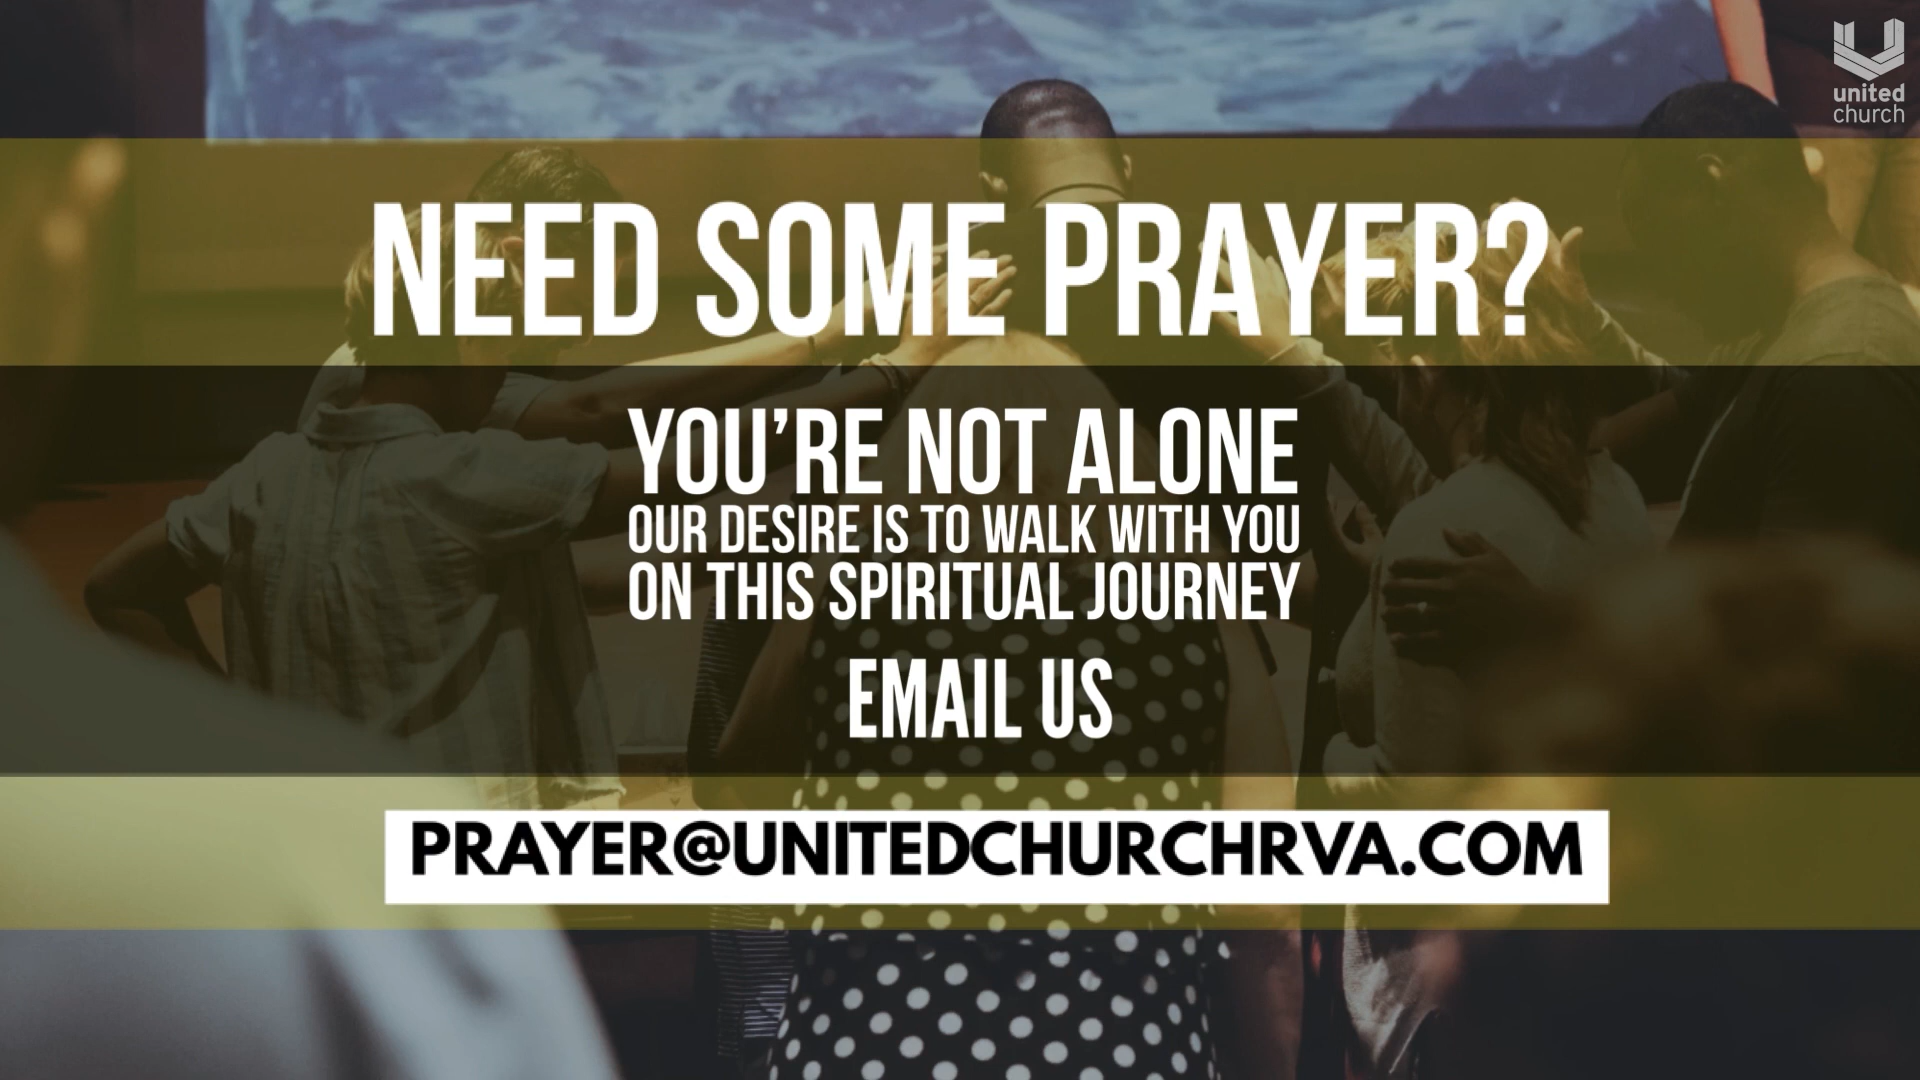 united
church
NEED SOME PRAYER?
YOU'RE NOT ALONE
OUR DESIRE IS TO WALK WITH YOU
ON THIS SPIRITUAL JOURNEY
EMAIL US
PRAYER@UNITEDCHURCHRVA.COM